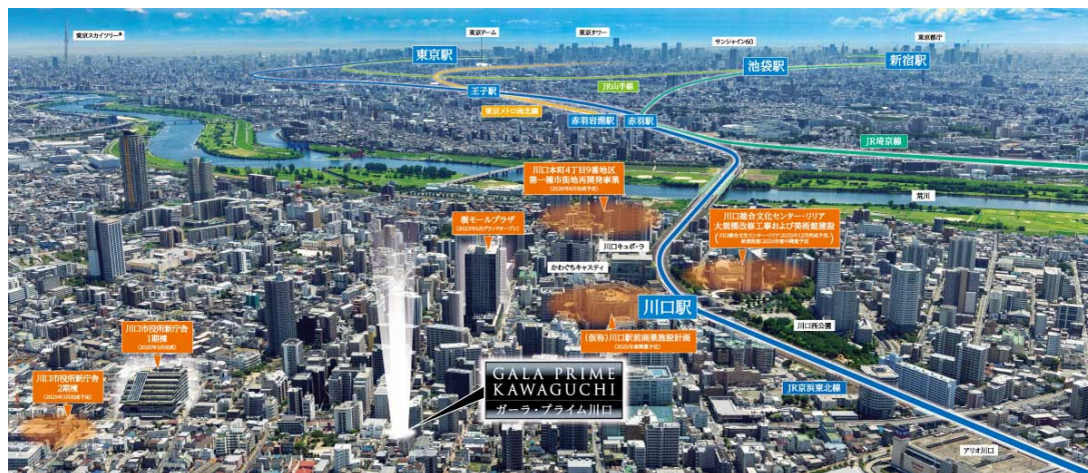 東京スカイツリー®
東京駅
東京ドーム
東京タワー
サンシャイン60
東京都庁
池袋駅
新宿駅
王子駅
JR山手線
東京メトロ南北線
赤羽岩淵駅
赤羽駅
JR埼京線
荒川
川口本町4丁目9番地区
第一種市街地再開発事業
樹モールプラザ
川口総合文化センター・リリア
大規模改修工事および美術館建設
川口キュポ・ラ
かわぐちキャスティ
川口駅
(仮称)川口駅前商業施設計画
川口西公園
川口市役所新庁舎
1期棟
川口市役所新庁舎
2期棟
GALA PRIME
KAWAGUCHI
ガーラ・プライム川口
JR京浜東北線
アリオ川口